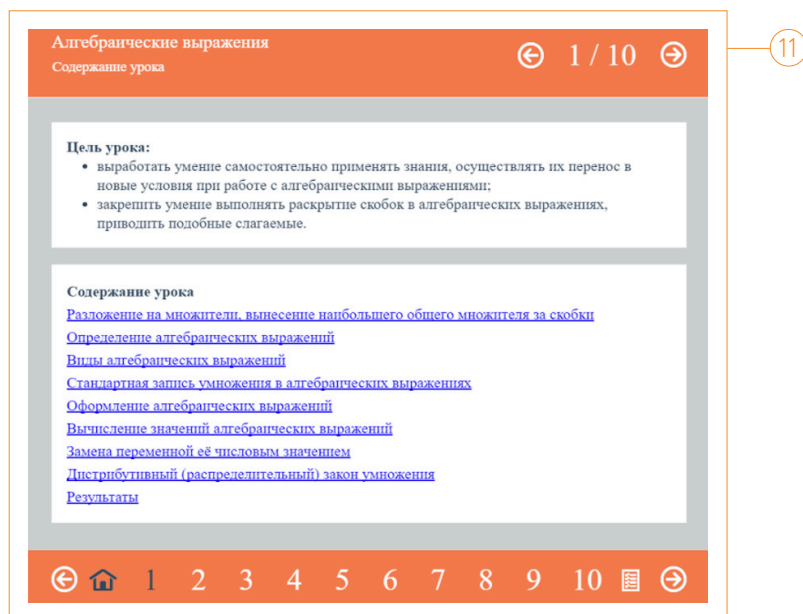 Алгебраические выражения
Содержание урока
1 / 10
11
Цель урока:
• выработать умение самостоятельно применять знания, осуществлять их перенос в
новые условия при работе с алгебраическими выражениями;
• закрепить умение выполнять раскрытие скобок в алгебраических выражениях,
приводить подобные слагаемые.
Содержание урока
Разложение на множители, вынесение наибольшего общего множителя за скобки
Определение алгебраических выражений
Виды алгебраических выражений
Стандартная запись умножения в алгебраических выражениях
Оформление алгебраических выражений
Вычисление значений алгебраических выражений
Замена переменной её числовым значением
Дистрибутивный (распределительный) закон умножения
Результаты
1 2 3 4 5 6 7 8 9 10